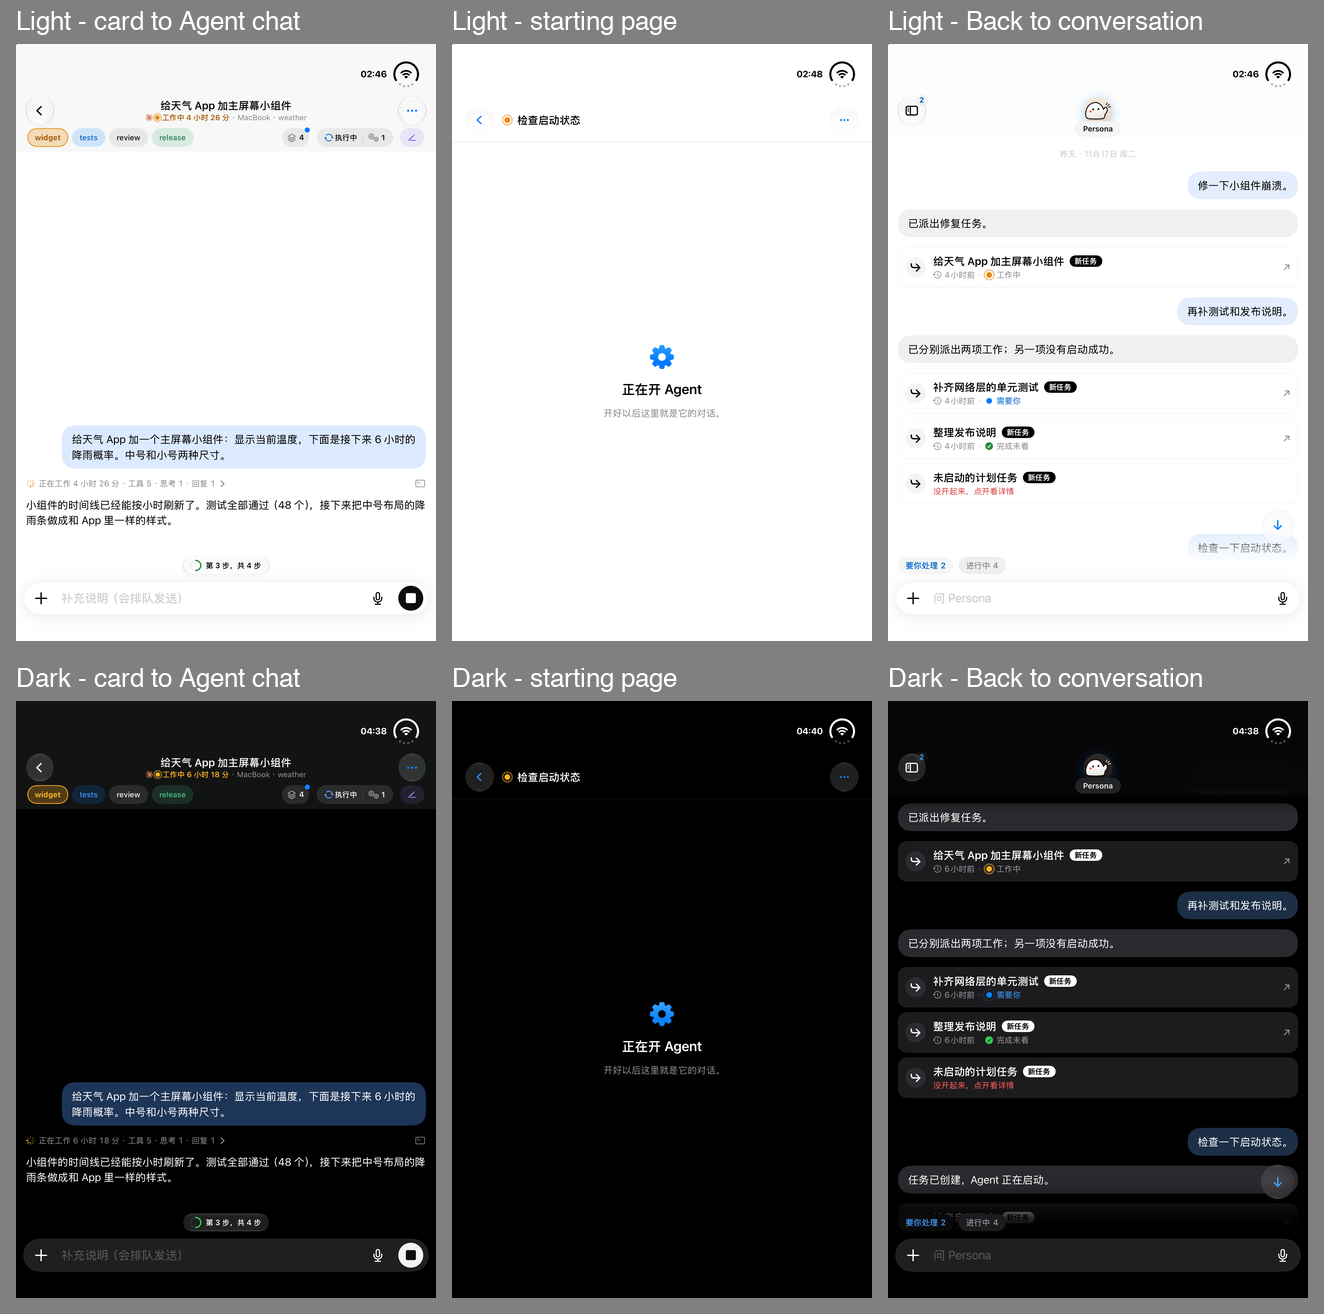 Light - card to Agent chat
02:46
给天气 App 加主屏幕小组件
工作中 4 小时 26 分 · MacBook · weather
widget tests review release 4 执行中 1
给天气 App 加一个主屏幕小组件：显示当前温度，下面是接下来 6 小时的
降雨概率。中号和小号两种尺寸。
正在工作 4 小时 26 分 · 工具 5 · 思考 1 · 回复 1
小组件的时间线已经能按小时刷新了。测试全部通过（48 个），接下来把中号布局的降
雨条做成和 App 里一样的样式。
第 3 步，共 4 步
补充说明（会排队发送）
Light - starting page
02:48
检查启动状态
正在开 Agent
开好以后这里就是它的对话。
Light - Back to conversation
02:46
2
Persona
昨天 · 11月17日 周二
修一下小组件崩溃。
已派出修复任务。
给天气 App 加主屏幕小组件 新任务
4小时前 · 工作中
再补测试和发布说明。
已分别派出两项工作；另一项没有启动成功。
补齐网络层的单元测试 新任务
4小时前 · 需要你
整理发布说明 新任务
4小时前 · 完成未看
未启动的计划任务 新任务
没开起来，点开看详情
检查一下启动状态。
要你处理 2 进行中 4
问 Persona
Dark - card to Agent chat
04:38
给天气 App 加主屏幕小组件
工作中 6 小时 18 分 · MacBook · weather
widget tests review release 4 执行中 1
给天气 App 加一个主屏幕小组件：显示当前温度，下面是接下来 6 小时的
降雨概率。中号和小号两种尺寸。
正在工作 6 小时 18 分 · 工具 5 · 思考 1 · 回复 1
小组件的时间线已经能按小时刷新了。测试全部通过（48 个），接下来把中号布局的降
雨条做成和 App 里一样的样式。
第 3 步，共 4 步
补充说明（会排队发送）
Dark - starting page
04:40
检查启动状态
正在开 Agent
开好以后这里就是它的对话。
Dark - Back to conversation
04:38
2
Persona
已派出修复任务。
给天气 App 加主屏幕小组件 新任务
6小时前 · 工作中
再补测试和发布说明。
已分别派出两项工作；另一项没有启动成功。
补齐网络层的单元测试 新任务
6小时前 · 需要你
整理发布说明 新任务
6小时前 · 完成未看
未启动的计划任务 新任务
没开起来，点开看详情
检查一下启动状态。
任务已创建，Agent 正在启动。
要你处理 2 进行中 4
问 Persona